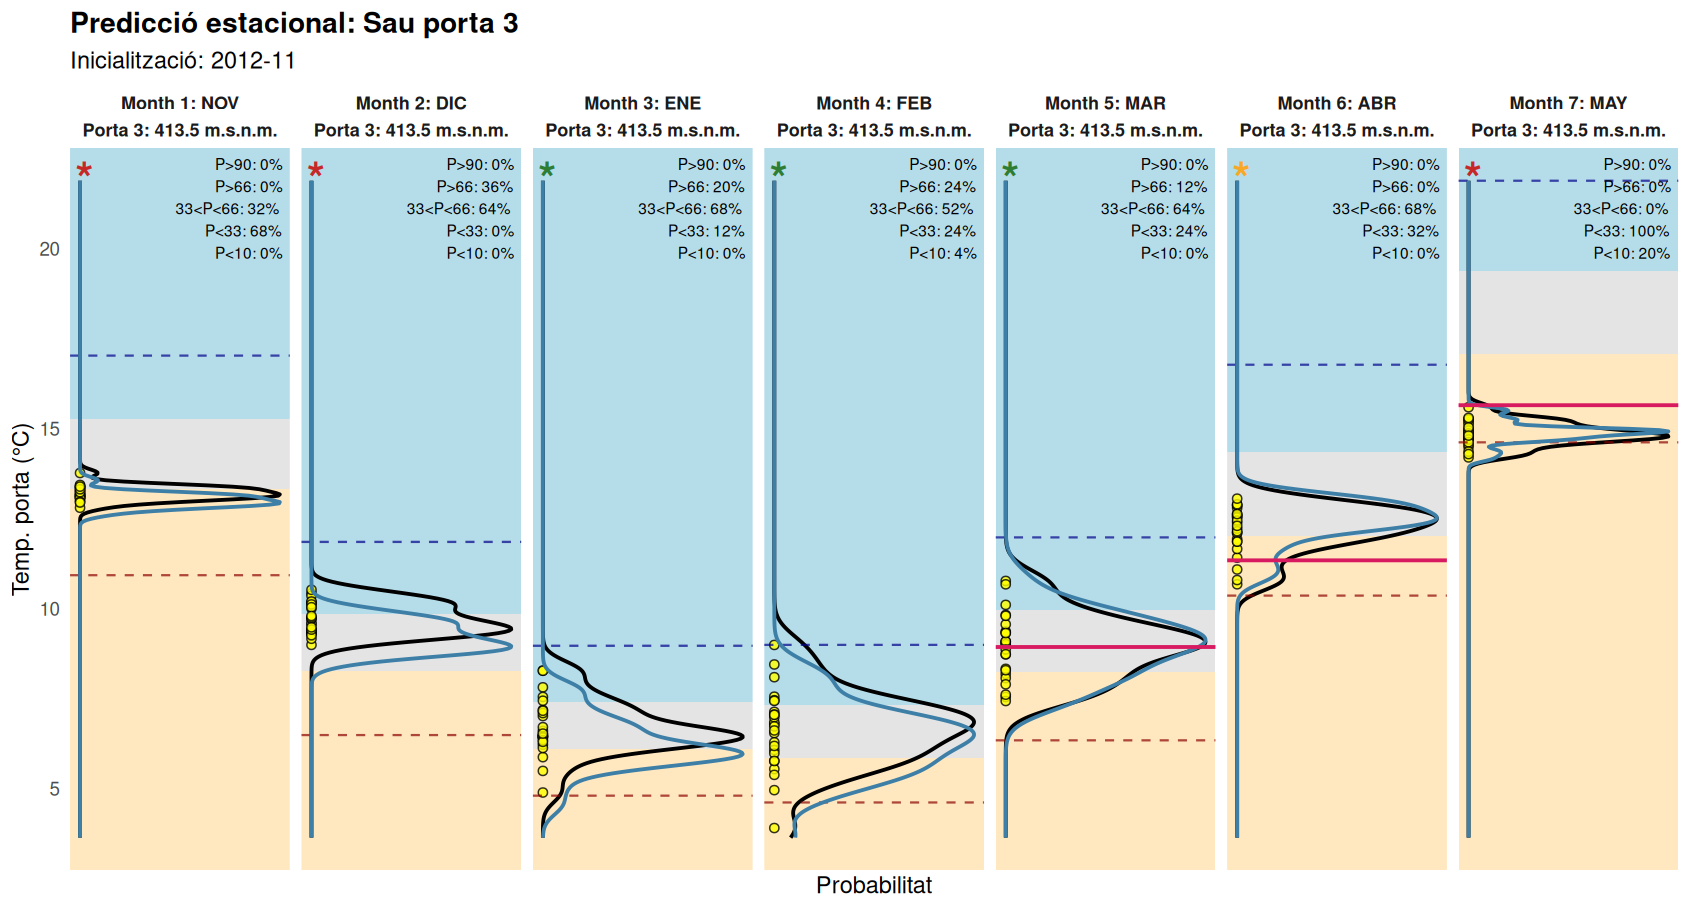 Predicció estacional: Sau porta 3
Inicialització: 2012-11
Month 1: NOV
Porta 3: 413.5 m.s.n.m.
Month 2: DIC
Porta 3: 413.5 m.s.n.m.
Month 3: ENE
Porta 3: 413.5 m.s.n.m.
Month 4: FEB
Porta 3: 413.5 m.s.n.m.
Month 5: MAR
Porta 3: 413.5 m.s.n.m.
Month 6: ABR
Porta 3: 413.5 m.s.n.m.
Month 7: MAY
Porta 3: 413.5 m.s.n.m.
*
P>90: 0%
P>66: 0%
33<P<66: 32%
P<33: 68%
P<10: 0%
*
P>90: 0%
P>66: 36%
33<P<66: 64%
P<33: 0%
P<10: 0%
*
P>90: 0%
P>66: 20%
33<P<66: 68%
P<33: 12%
P<10: 0%
*
P>90: 0%
P>66: 24%
33<P<66: 52%
P<33: 24%
P<10: 4%
*
P>90: 0%
P>66: 12%
33<P<66: 64%
P<33: 24%
P<10: 0%
*
P>90: 0%
P>66: 0%
33<P<66: 68%
P<33: 32%
P<10: 0%
*
P>90: 0%
P>66: 0%
33<P<66: 0%
P<33: 100%
P<10: 20%
20
15
10
5
Temp. porta (°C)
Probabilitat